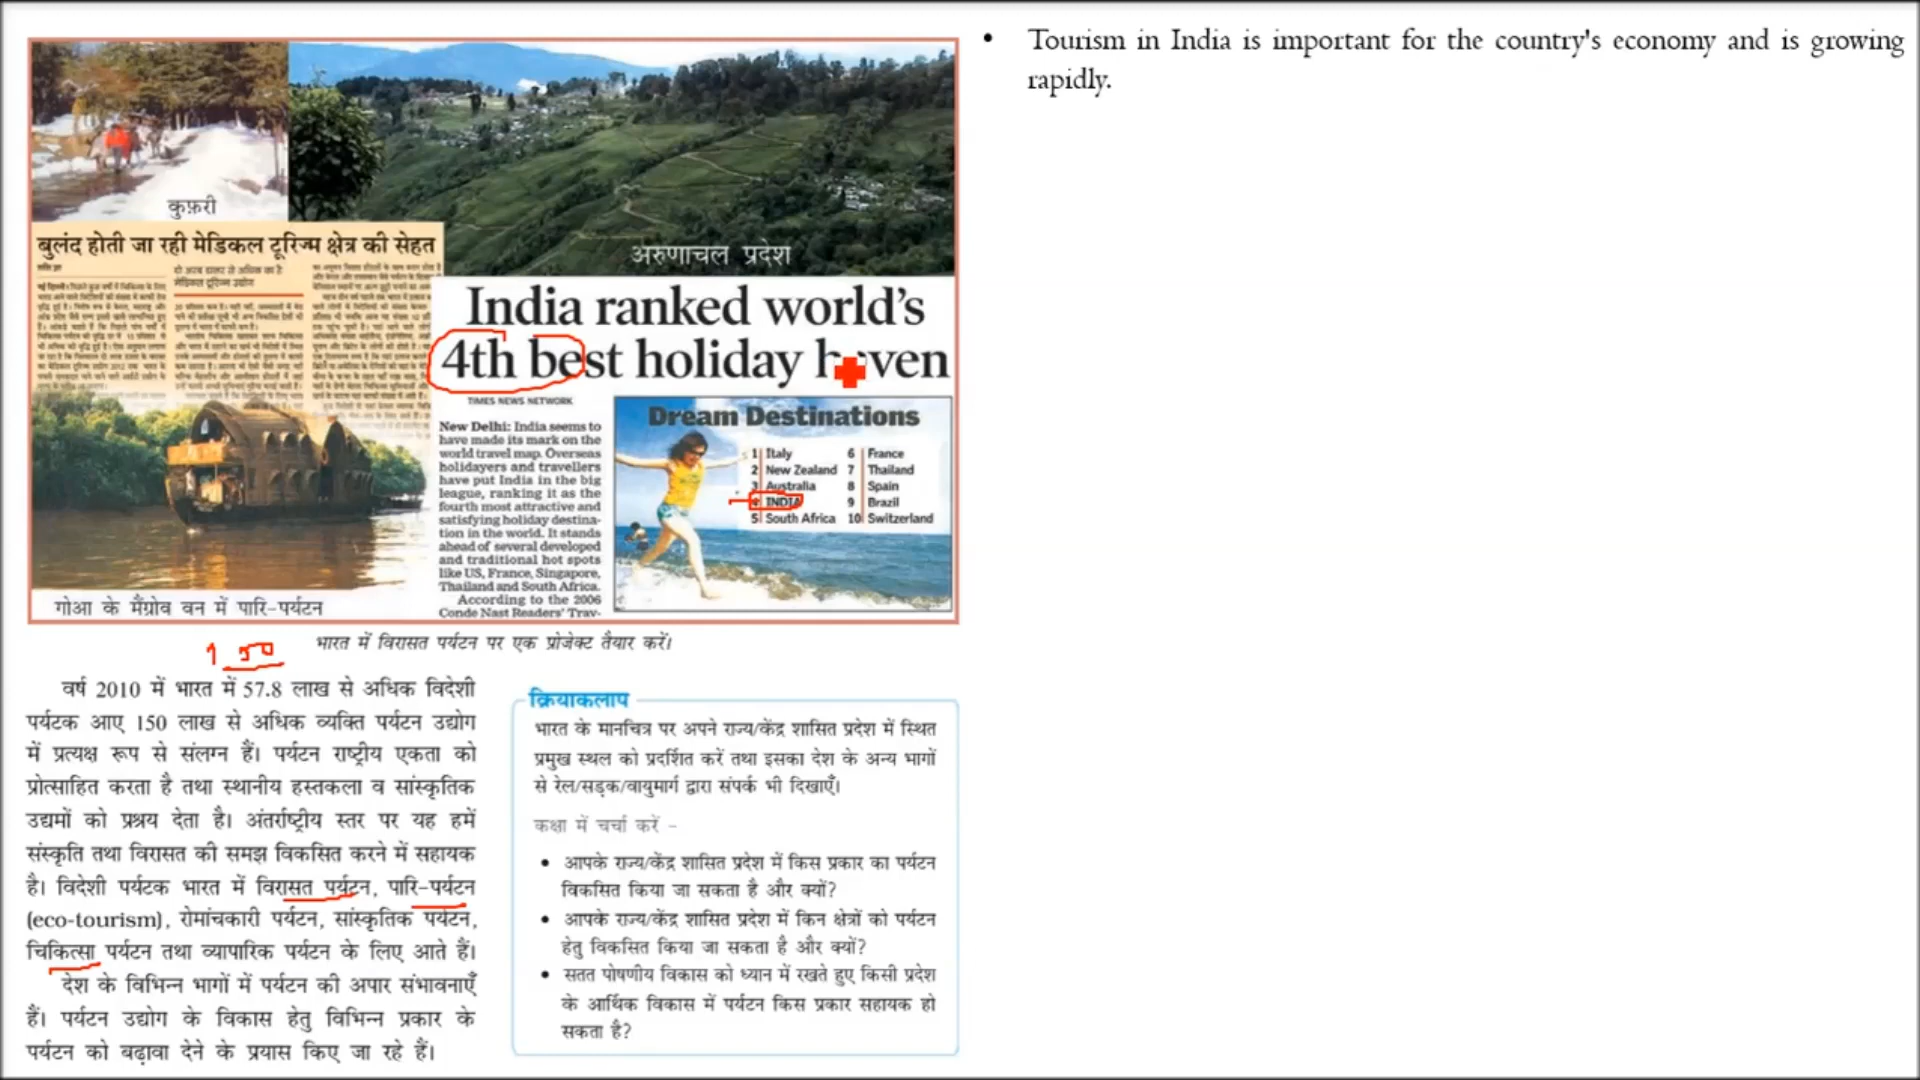 कुफ़री
अरुणाचल प्रदेश
बुलंद होती जा रही मेडिकल टूरिज्म क्षेत्र की सेहत
दो अरब डालर से अधिक का है
मेडिकल टूरिज्म उद्योग
India ranked world's
4th best holiday h ven
TIMES NEWS NETWORK
New Delhi: India seems to
have made its mark on the
world travel map. Overseas
holidayers and travellers
have put India in the big
league, ranking it as the
fourth most attractive and
satisfying holiday destina-
tion in the world. It stands
ahead of several developed
and traditional hot spots
like US, France, Singapore,
Thailand and South Africa.
According to the 2006
Conde Nast Readers' Trav-
Dream Destinations
1 Italy
2 New Zealand
3 Australia
4 INDIA
5 South Africa
6 France
7 Thailand
8 Spain
9 Brazil
10 Switzerland
गोआ के मैंग्रोव वन में पारि-पर्यटन
भारत में विरासत पर्यटन पर एक प्रोजेक्ट तैयार करें।
1 50
वर्ष 2010 में भारत में 57.8 लाख से अधिक विदेशी
पर्यटक आए 150 लाख से अधिक व्यक्ति पर्यटन उद्योग
में प्रत्यक्ष रूप से संलग्न हैं। पर्यटन राष्ट्रीय एकता को
प्रोत्साहित करता है तथा स्थानीय हस्तकला व सांस्कृतिक
उद्यमों को प्रश्रय देता है। अंतर्राष्ट्रीय स्तर पर यह हमें
संस्कृति तथा विरासत की समझ विकसित करने में सहायक
है। विदेशी पर्यटक भारत में विरासत पर्यटन, पारि-पर्यटन
(eco-tourism), रोमांचकारी पर्यटन, सांस्कृतिक पर्यटन,
चिकित्सा पर्यटन तथा व्यापारिक पर्यटन के लिए आते हैं।
देश के विभिन्न भागों में पर्यटन की अपार संभावनाएँ
हैं। पर्यटन उद्योग के विकास हेतु विभिन्न प्रकार के
पर्यटन को बढ़ावा देने के प्रयास किए जा रहे हैं।
क्रियाकलाप
भारत के मानचित्र पर अपने राज्य/केंद्र शासित प्रदेश में स्थित
प्रमुख स्थल को प्रदर्शित करें तथा इसका देश के अन्य भागों
से रेल/सड़क/वायुमार्ग द्वारा संपर्क भी दिखाएँ।
कक्षा में चर्चा करें –
• आपके राज्य/केंद्र शासित प्रदेश में किस प्रकार का पर्यटन
विकसित किया जा सकता है और क्यों?
• आपके राज्य/केंद्र शासित प्रदेश में किन क्षेत्रों को पर्यटन
हेतु विकसित किया जा सकता है और क्यों?
• सतत पोषणीय विकास को ध्यान में रखते हुए किसी प्रदेश
के आर्थिक विकास में पर्यटन किस प्रकार सहायक हो
सकता है?
• Tourism in India is important for the country's economy and is growing
rapidly.